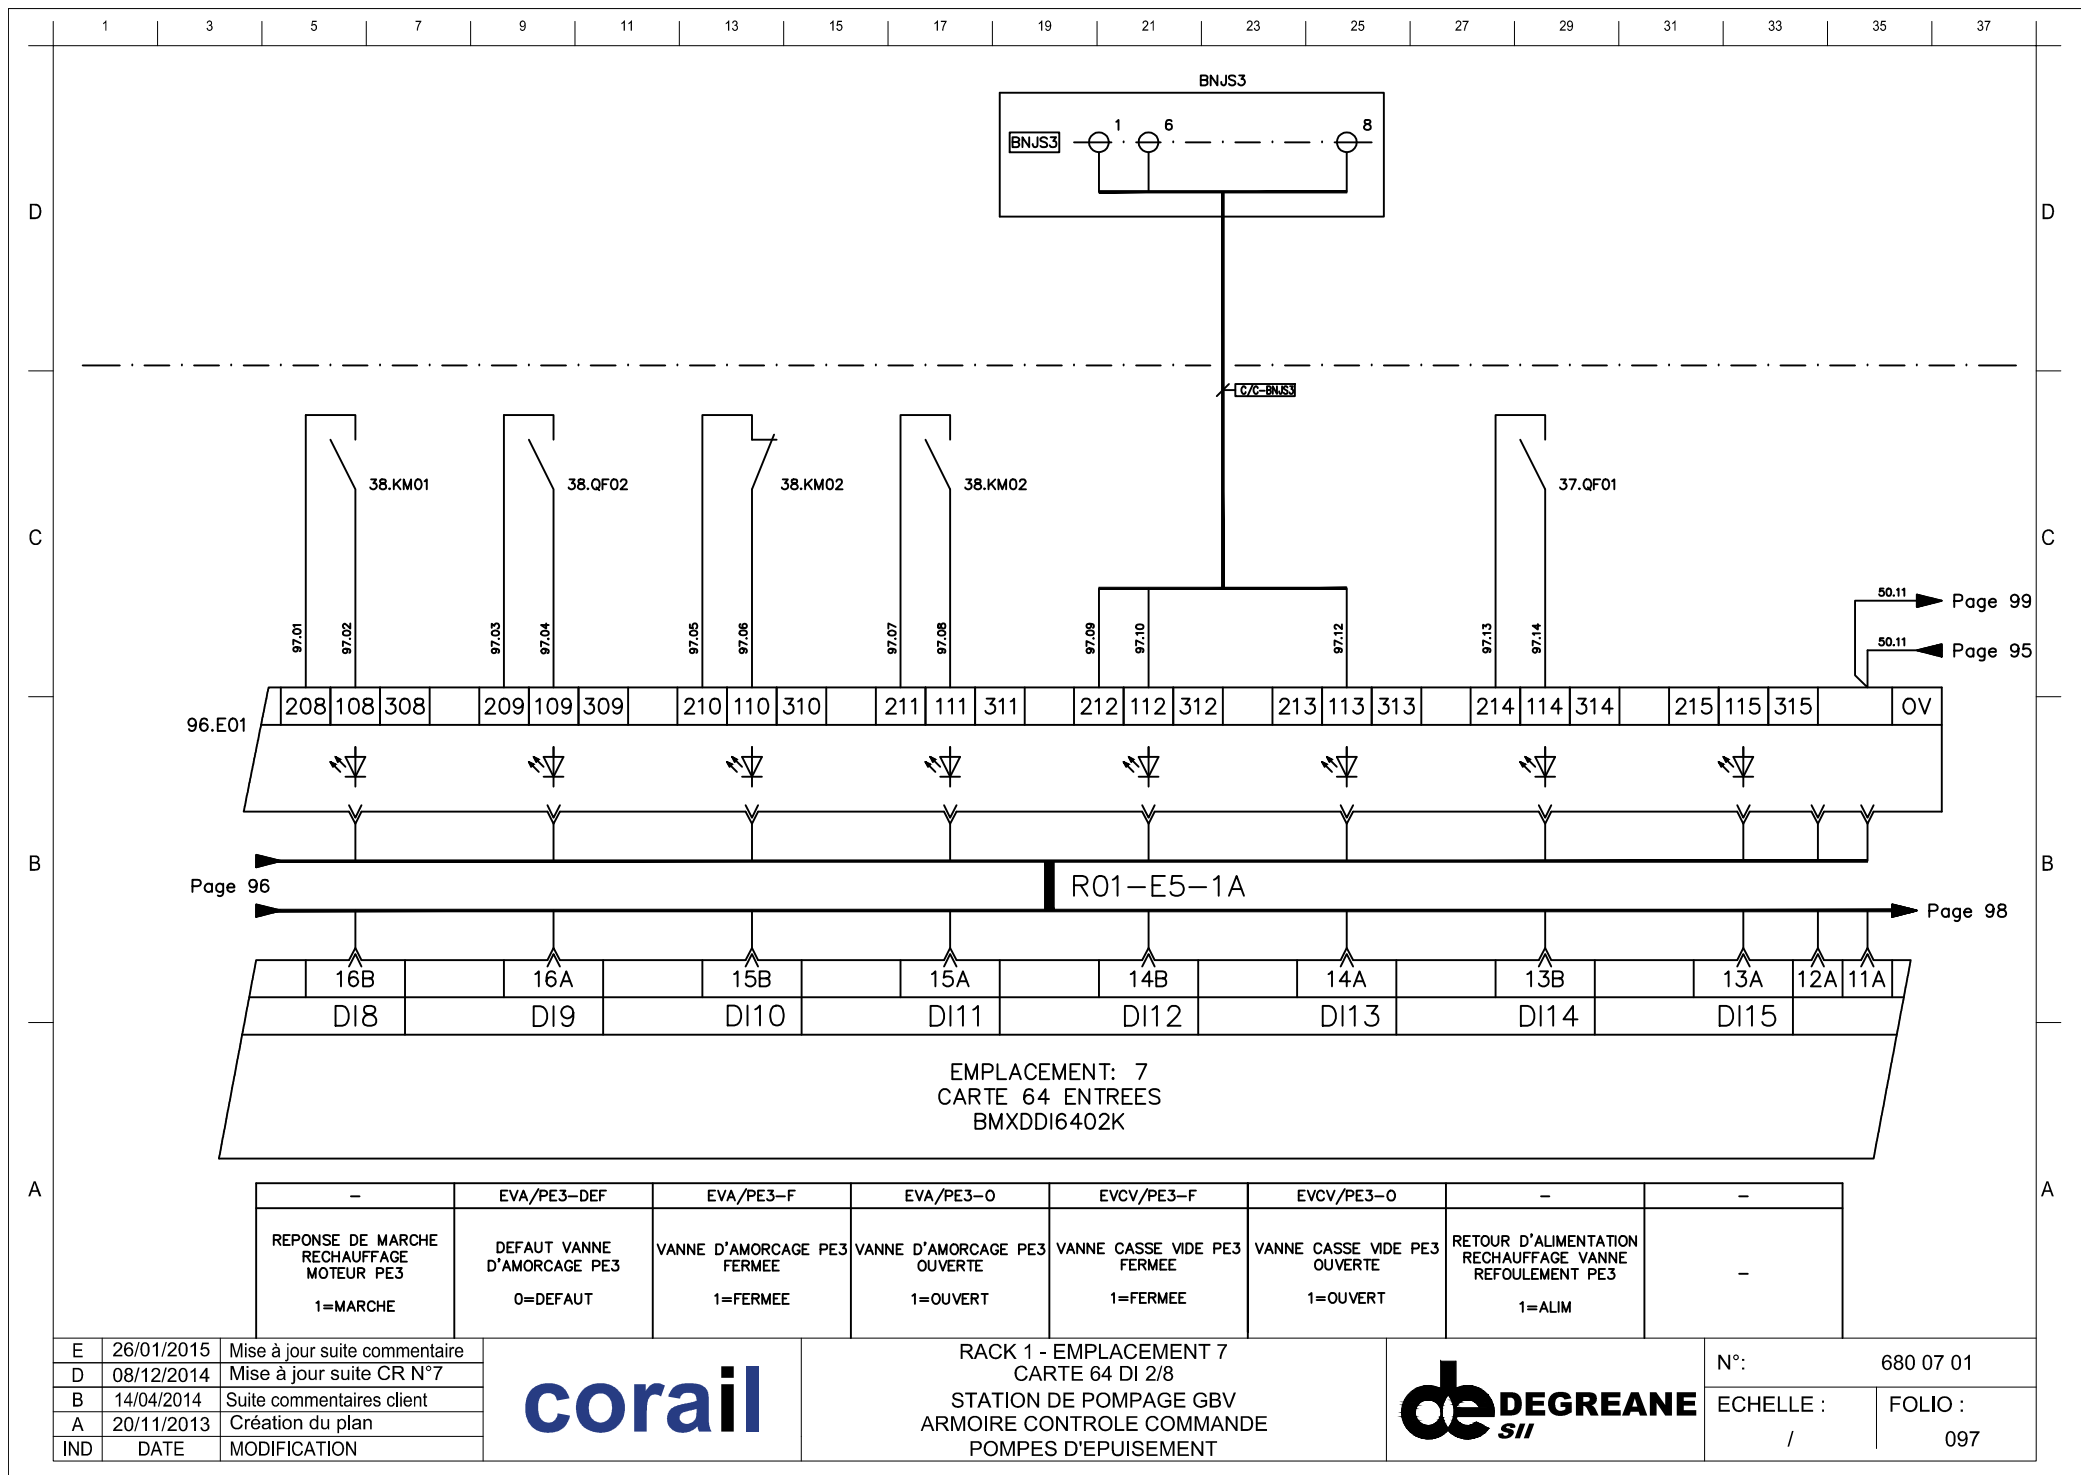 1 3 5 7 9 11 13 15 17 19 21 23 25 27 29 31 33 35 37
BNJS3
BNJS3 1 6 8
D D
C/C-BNJS3
38.KM01 38.QF02 38.KM02 38.KM02 37.QF01
C C
50.11 Page 99
97.01 97.02 97.03 97.04 97.05 97.06 97.07 97.08 97.09 97.10 97.12 97.13 97.14
50.11 Page 95
96.E01
208 108 308 209 109 309 210 110 310 211 111 311 212 112 312 213 113 313 214 114 314 215 115 315 0V
B B
Page 96
R01-E5-1A
Page 98
16B 16A 15B 15A 14B 14A 13B 13A 12A 11A
DI8 DI9 DI10 DI11 DI12 DI13 DI14 DI15
EMPLACEMENT: 7
CARTE 64 ENTREES
BMXDDI6402K
A A
- EVA/PE3-DEF EVA/PE3-F EVA/PE3-O EVCV/PE3-F EVCV/PE3-O - -
REPONSE DE MARCHE
RECHAUFFAGE
MOTEUR PE3
1=MARCHE
DEFAUT VANNE
D'AMORCAGE PE3
0=DEFAUT
VANNE D'AMORCAGE PE3
FERMEE
1=FERMEE
VANNE D'AMORCAGE PE3
OUVERTE
1=OUVERT
VANNE CASSE VIDE PE3
FERMEE
1=FERMEE
VANNE CASSE VIDE PE3
OUVERTE
1=OUVERT
RETOUR D'ALIMENTATION
RECHAUFFAGE VANNE
REFOULEMENT PE3
1=ALIM
-
E 26/01/2015 Mise à jour suite commentaire
D 08/12/2014 Mise à jour suite CR N°7
B 14/04/2014 Suite commentaires client
A 20/11/2013 Création du plan
IND DATE MODIFICATION
corail
RACK 1 - EMPLACEMENT 7
CARTE 64 DI 2/8
STATION DE POMPAGE GBV
ARMOIRE CONTROLE COMMANDE
POMPES D'EPUISEMENT
de DEGREANE
SII
N°: 680 07 01
ECHELLE : /
FOLIO : 097